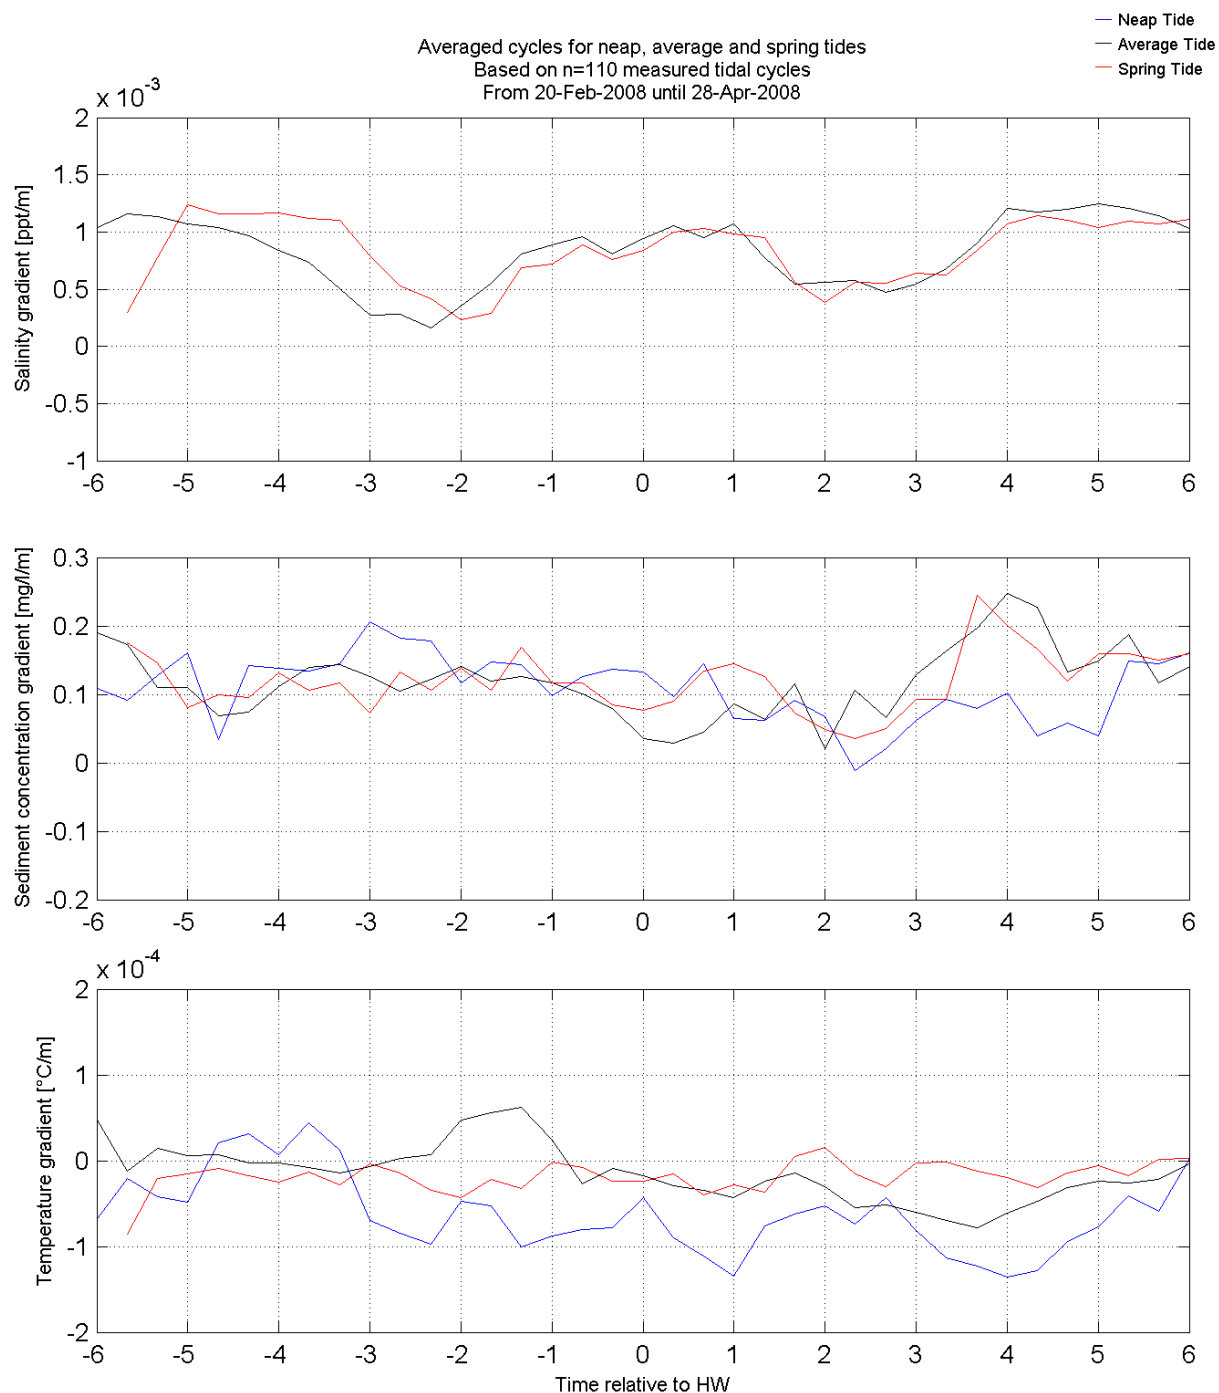 Neap Tide
Average Tide
Spring Tide
Averaged cycles for neap, average and spring tides
Based on n=110 measured tidal cycles
From 20-Feb-2008 until 28-Apr-2008
x 10-3
2
1.5
1
0.5
0
-0.5
-1
Salinity gradient [ppt/m]
-6 -5 -4 -3 -2 -1 0 1 2 3 4 5 6
0.3
0.2
0.1
0
-0.1
-0.2
Sediment concentration gradient [mg/l/m]
-6 -5 -4 -3 -2 -1 0 1 2 3 4 5 6
x 10-4
2
1
0
-1
-2
Temperature gradient [°C/m]
-6 -5 -4 -3 -2 -1 0 1 2 3 4 5 6
Time relative to HW